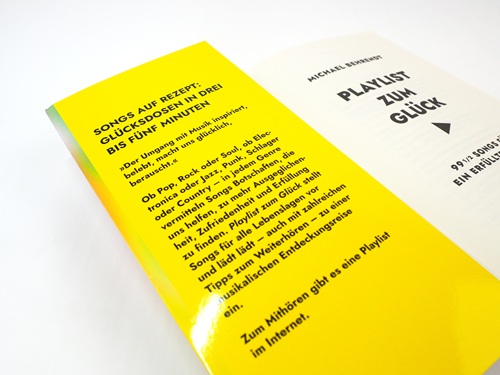 SONGS AUF REZEPT:
GLÜCKSDOSEN IN DREI
BIS FÜNF MINUTEN
»Der Umgang mit Musik inspiriert,
belebt, macht uns glücklich,
berauscht.«
Ob Pop, Rock oder Soul, ob Elec-
tronica oder Jazz, Punk, Schlager
oder Country – in jedem Genre
vermitteln Songs Botschaften, die
uns helfen, zu mehr Ausgeglichen-
heit, Zufriedenheit und Erfüllung
zu finden. Playlist zum Glück stellt
Songs für alle Lebenslagen vor
und lädt lädt – auch mit zahlreichen
Tipps zum Weiterhören – zu einer
musikalischen Entdeckungsreise
ein.
Zum Mithören gibt es eine Playlist
im Internet.
MICHAEL BEHRENDT
PLAYLIST
ZUM
GLÜCK
99 1/2 SONGS
EIN ERFÜLLTE